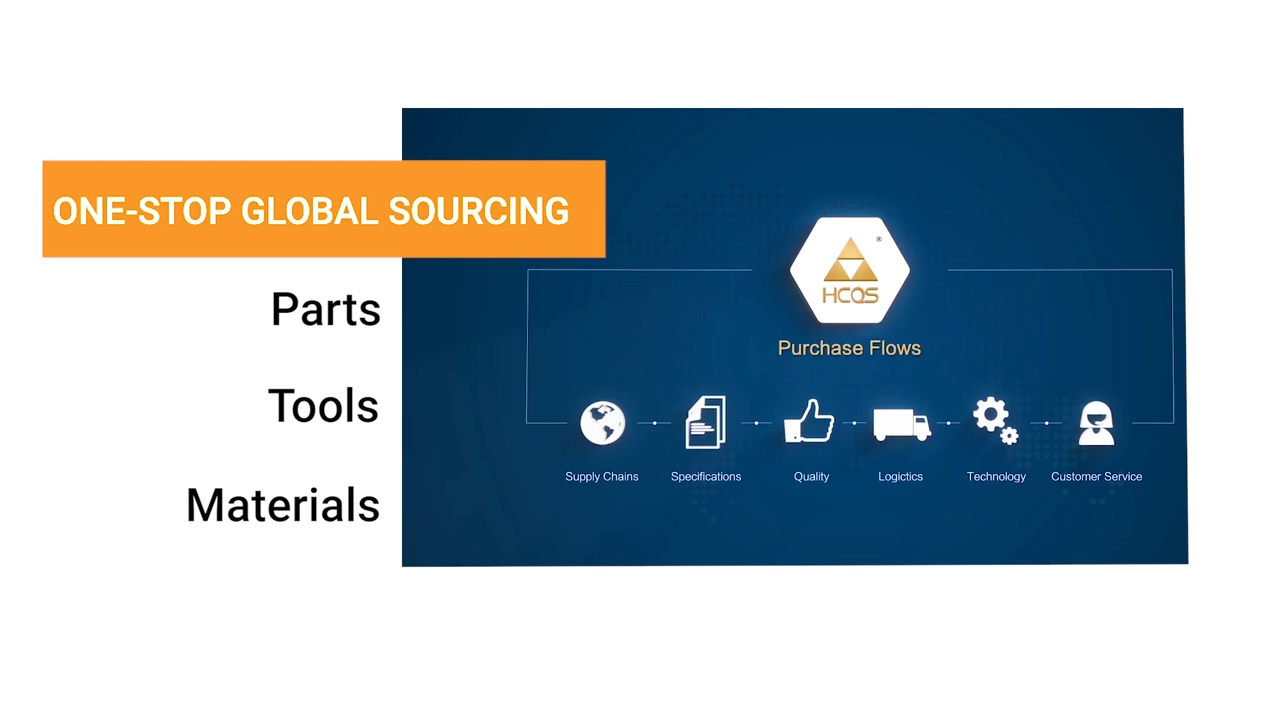 ONE-STOP GLOBAL SOURCING
Parts
Tools
Materials
®
HCQS
Purchase Flows
Supply Chains
Specifications
Quality
Logictics
Technology
Customer Service